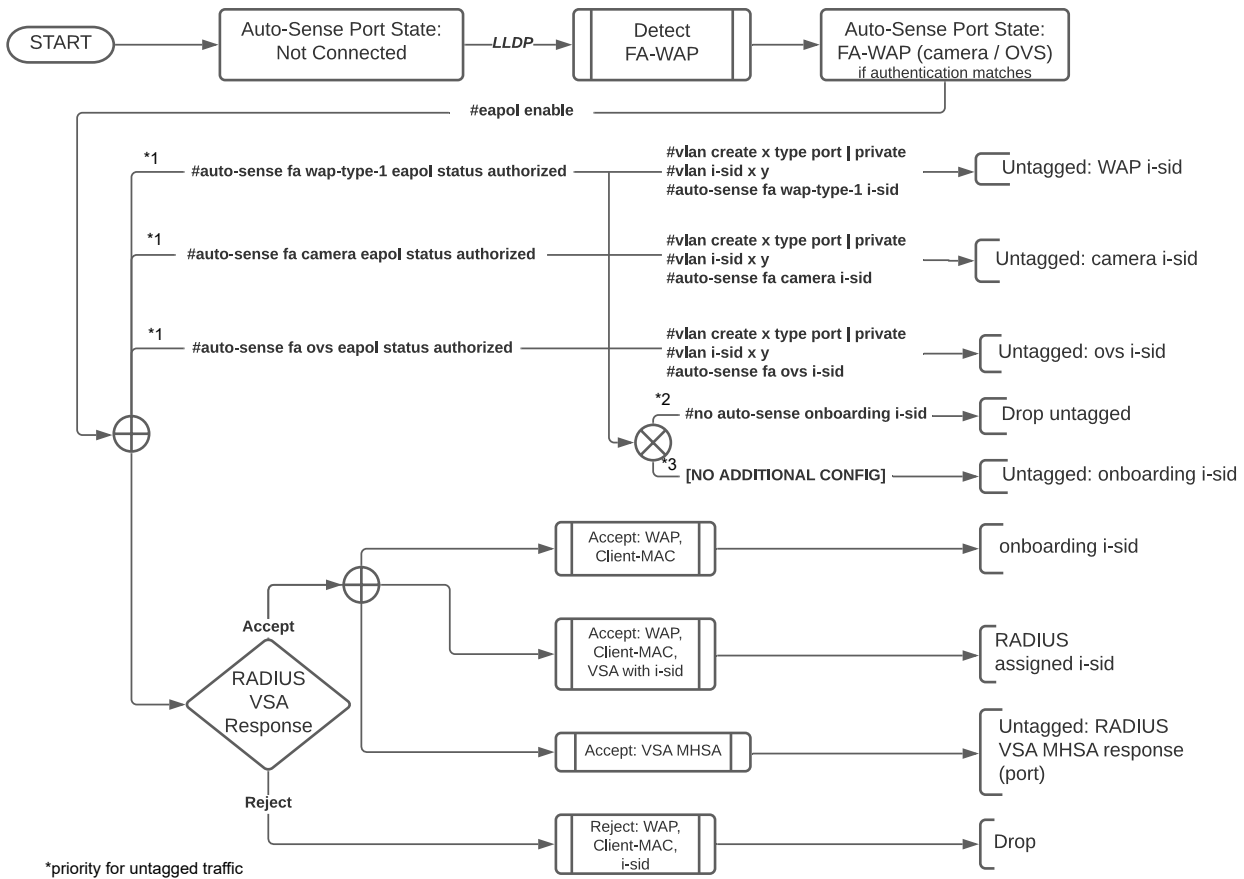 START
Auto-Sense Port State:
Not Connected
LLDP
Detect
FA-WAP
Auto-Sense Port State:
FA-WAP (camera / OVS)
if authentication matches
#eapol enable
*1
#auto-sense fa wap-type-1 eapol status authorized
#vlan create x type port | private
#vlan i-sid x y
#auto-sense fa wap-type-1 i-sid
Untagged: WAP i-sid
*1
#auto-sense fa camera eapol status authorized
#vlan create x type port | private
#vlan i-sid x y
#auto-sense fa camera i-sid
Untagged: camera i-sid
*1
#auto-sense fa ovs eapol status authorized
#vlan create x type port | private
#vlan i-sid x y
#auto-sense fa ovs i-sid
Untagged: ovs i-sid
*2
#no auto-sense onboarding i-sid
Drop untagged
*3
[NO ADDITIONAL CONFIG]
Untagged: onboarding i-sid
Accept: WAP,
Client-MAC
onboarding i-sid
Accept
RADIUS
VSA
Response
Accept: WAP,
Client-MAC,
VSA with i-sid
RADIUS
assigned i-sid
Accept: VSA MHSA
Untagged: RADIUS
VSA MHSA response
(port)
Reject
Reject: WAP,
Client-MAC,
i-sid
Drop
*priority for untagged traffic